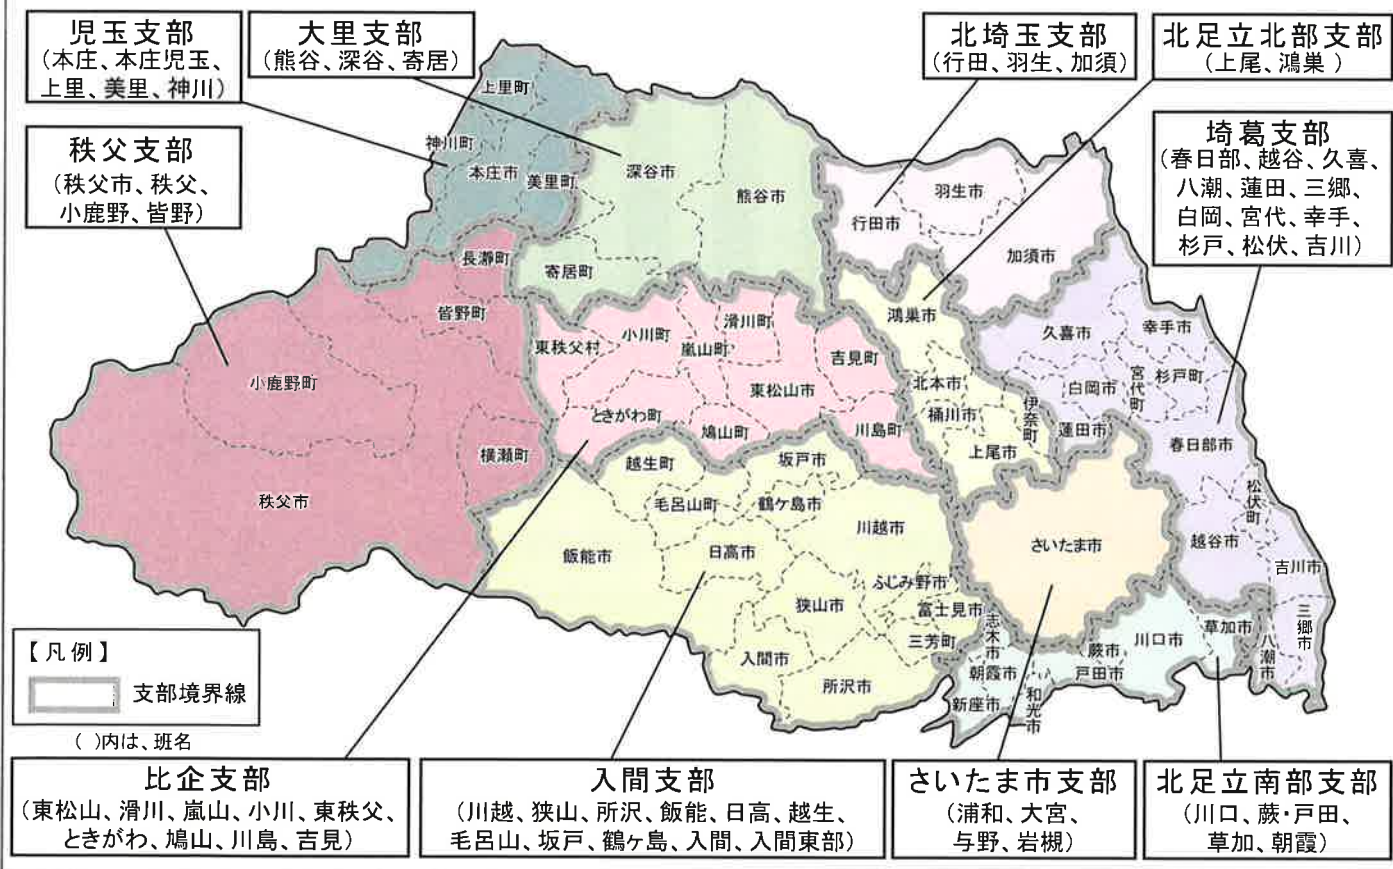 児玉支部
(本庄、本庄児玉、
上里、美里、神川)
大里支部
(熊谷、深谷、寄居)
北埼玉支部
(行田、羽生、加須)
北足立北部支部
(上尾、鴻巣 )
秩父支部
(秩父市、秩父、
小鹿野、皆野)
埼葛支部
(春日部、越谷、久喜、
八潮、蓮田、三郷、
白岡、宮代、幸手、
杉戸、松伏、吉川)
上里町
神川町
本庄市
美里町
深谷市
熊谷市
寄居町
行田市
羽生市
加須市
長瀞町
皆野町
小鹿野町
横瀬町
秩父市
東秩父村
小川町
嵐山町
滑川町
吉見町
東松山市
ときがわ町
鳩山町
川島町
鴻巣市
北本市
桶川市
伊奈町
上尾市
久喜市
幸手市
白岡市
宮代町
杉戸町
蓮田市
春日部市
松伏町
越谷市
吉川市
三郷市
八潮市
越生町
坂戸市
毛呂山町
鶴ケ島市
川越市
飯能市
日高市
ふじみ野市
狭山市
富士見市
三芳町
入間市
所沢市
さいたま市
志木市
朝霞市
新座市
和光市
蕨市
戸田市
川口市
草加市
【凡例】
支部境界線
( )内は、班名
比企支部
(東松山、滑川、嵐山、小川、東秩父、
ときがわ、鳩山、川島、吉見)
入間支部
(川越、狭山、所沢、飯能、日高、越生、
毛呂山、坂戸、鶴ヶ島、入間、入間東部)
さいたま市支部
(浦和、大宮、
与野、岩槻)
北足立南部支部
(川口、蕨・戸田、
草加、朝霞)